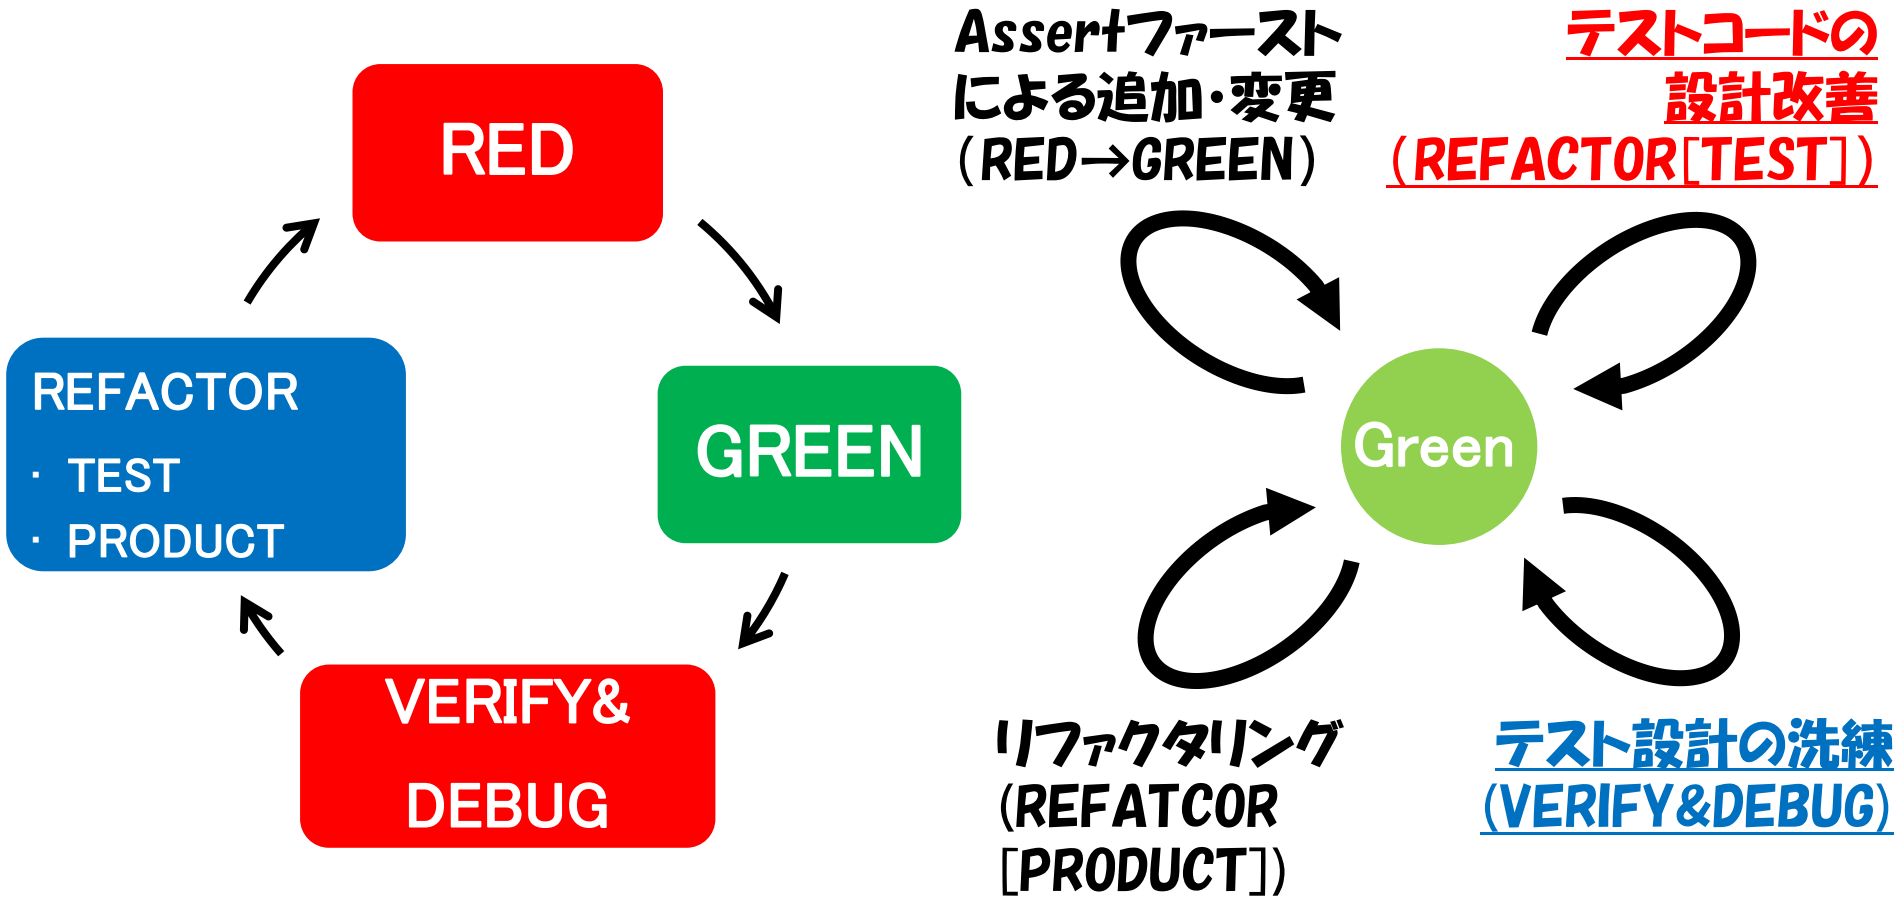 RED
GREEN
VERIFY&
DEBUG
REFACTOR
・ TEST
・ PRODUCT
Assertファースト
による追加・変更
(RED→GREEN)
テストコードの
設計改善
(REFACTOR[TEST])
Green
リファクタリング
(REFATCOR
[PRODUCT])
テスト設計の洗練
(VERIFY&DEBUG)